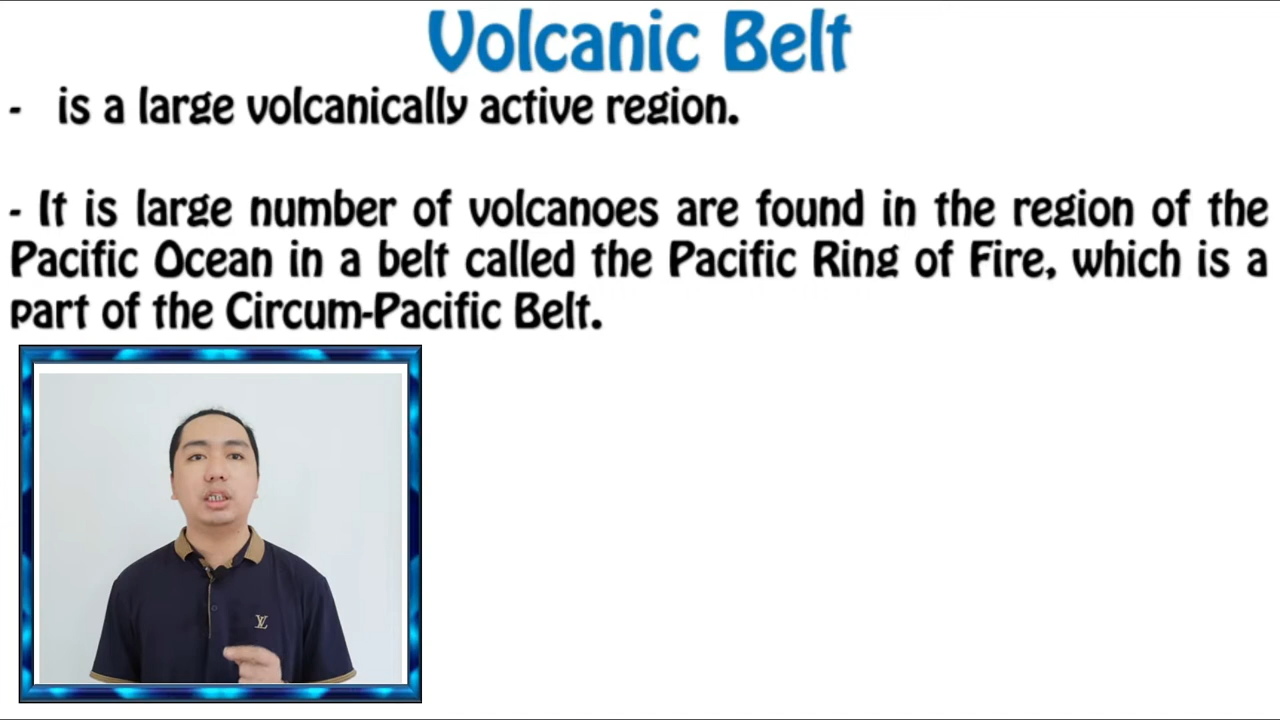 Volcanic Belt
- is a large volcanically active region.
- It is large number of volcanoes are found in the region of the
Pacific Ocean in a belt called the Pacific Ring of Fire, which is a
part of the Circum-Pacific Belt.
LV